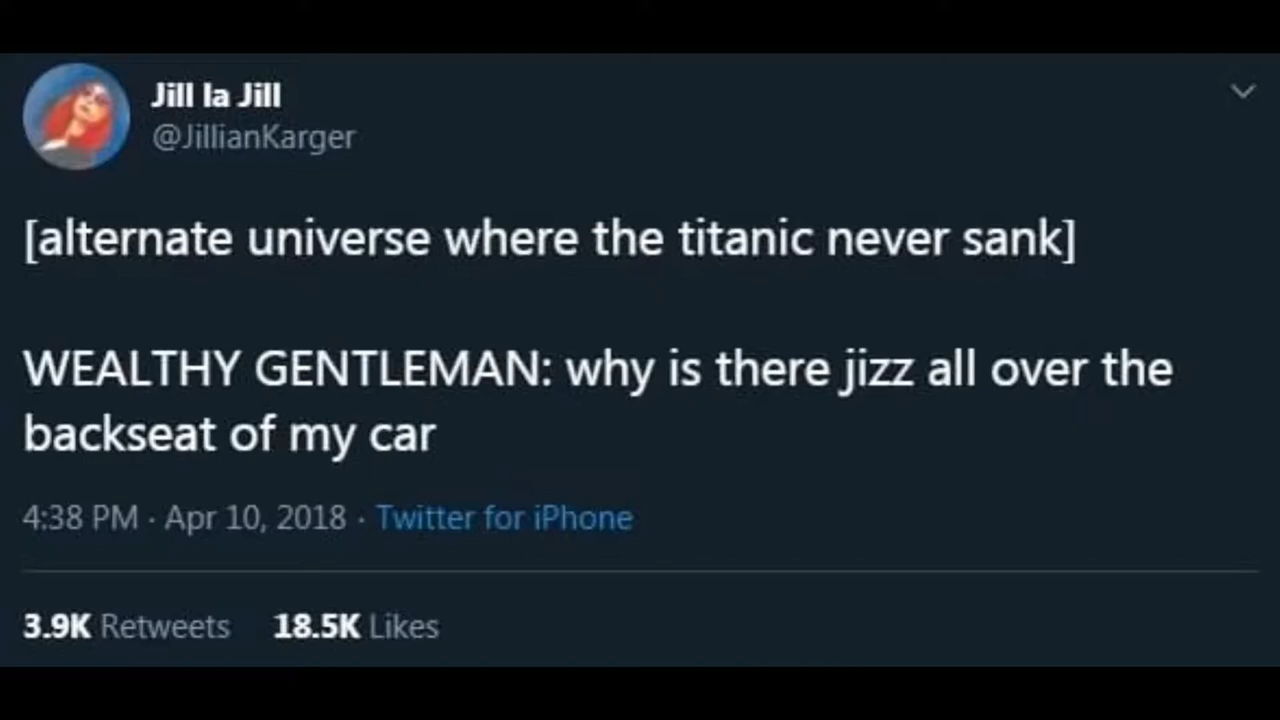 Jill la Jill
@JillianKarger
[alternate universe where the titanic never sank]
WEALTHY GENTLEMAN: why is there jizz all over the
backseat of my car
4:38 PM · Apr 10, 2018 · Twitter for iPhone
3.9K Retweets 18.5K Likes